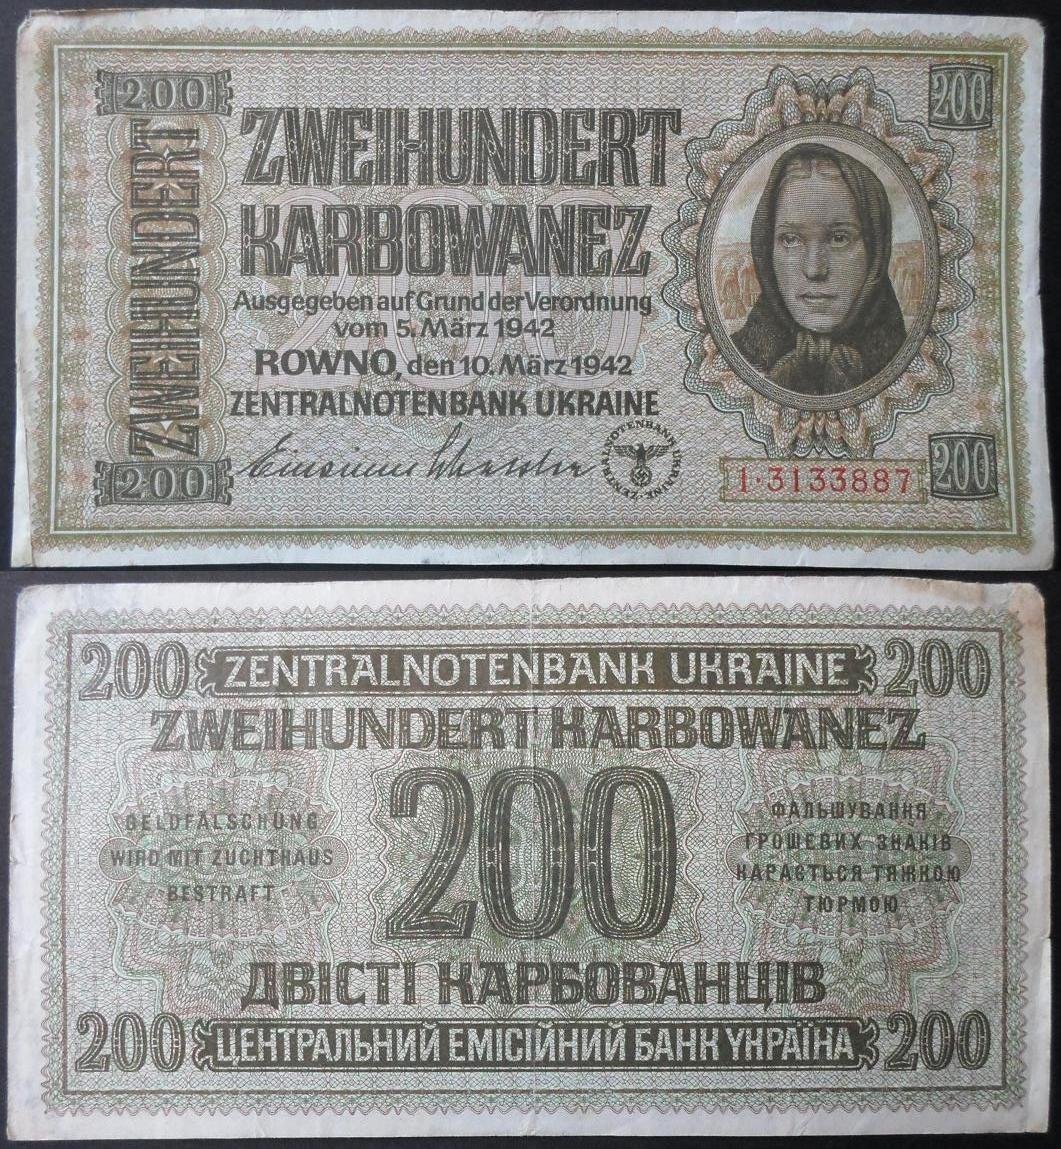 200
200
ZWEIHUNDERT
ZWEIHUNDERT
KARBOWANEZ
200
Ausgegeben auf Grund der Verordnung
vom 5. März 1942
ROWNO, den 10. März 1942
ZENTRALNOTENBANK UKRAINE
ZENTRALNOTENBANK UKRAINE
1·3133887
200
200
200
ZENTRALNOTENBANK UKRAINE
200
ZWEIHUNDERT KARBOWANEZ
GELDFÄLSCHUNG
WIRD MIT ZUCHTHAUS
BESTRAFT
200
ФАЛЬШУВАННЯ
ГРОШЕВИХ ЗНАКІВ
КАРАЄТЬСЯ ТЯЖКОЮ
ТЮРМОЮ
ДВІСТІ КАРБОВАНЦІВ
200
ЦЕНТРАЛЬНИЙ ЕМІСІЙНИЙ БАНК УКРАЇНА
200